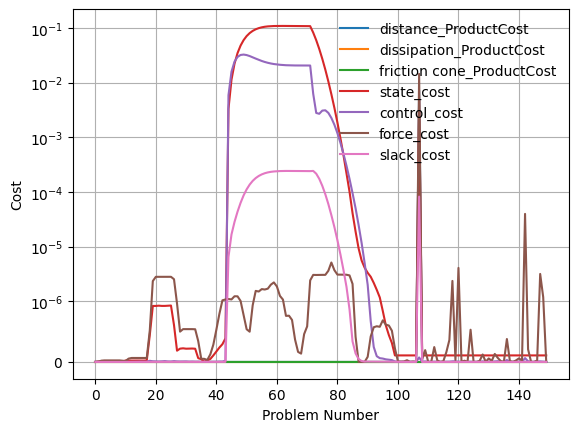 10⁻¹
10⁻²
10⁻³
10⁻⁴
10⁻⁵
10⁻⁶
0
Cost
distance_ProductCost
dissipation_ProductCost
friction cone_ProductCost
state_cost
control_cost
force_cost
slack_cost
0 20 40 60 80 100 120 140
Problem Number